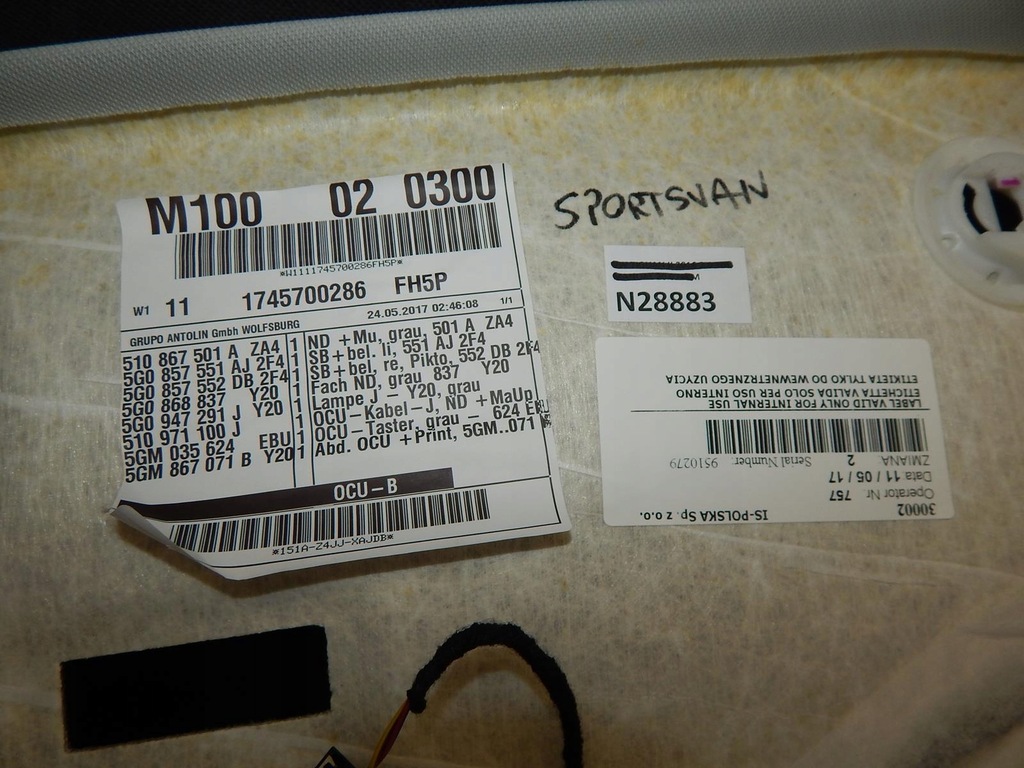 M100 02 0300
*W1111745700286FH5P*
W1 11 1745700286 FH5P
24.05.2017 02:46:08 1/1
GRUPO ANTOLIN GmbH WOLFSBURG
510 867 501 A ZA4 1 ND +Mu, grau, 501 A ZA4
5G0 857 551 AJ 2F4 1 SB+bel. li, 551 AJ 2F4
5G0 857 552 DB 2F4 1 SB+bel, re, Pikto, 552 DB 2F4
5G0 868 837 Y20 1 Fach ND, grau 837 Y20
5G0 947 291 J Y20 1 Lampe J - Y20, grau
510 971 100 J 1 OCU-Kabel-J, ND +MaUp
5GM 035 624 EBU 1 OCU-Taster, grau - 624 EBU
5GM 867 071 B Y20 1 Abd. OCU +Print, 5GM..071
OCU-B
*151A-Z4JJ-XAJDB*
SPORTSVAN
M
N28883
IS-POLSKA Sp. z o.o.
30002
Operator Nr. 757
Data 11 / 05 / 17
ZMIANA 2 Serial Number 9510279
LABEL VALID ONLY FOR INTERNAL USE
ETICHETTA VALIDA SOLO PER USO INTERNO
ETIKIETA TYLKO DO WEWNETRZNEGO UZYCIA